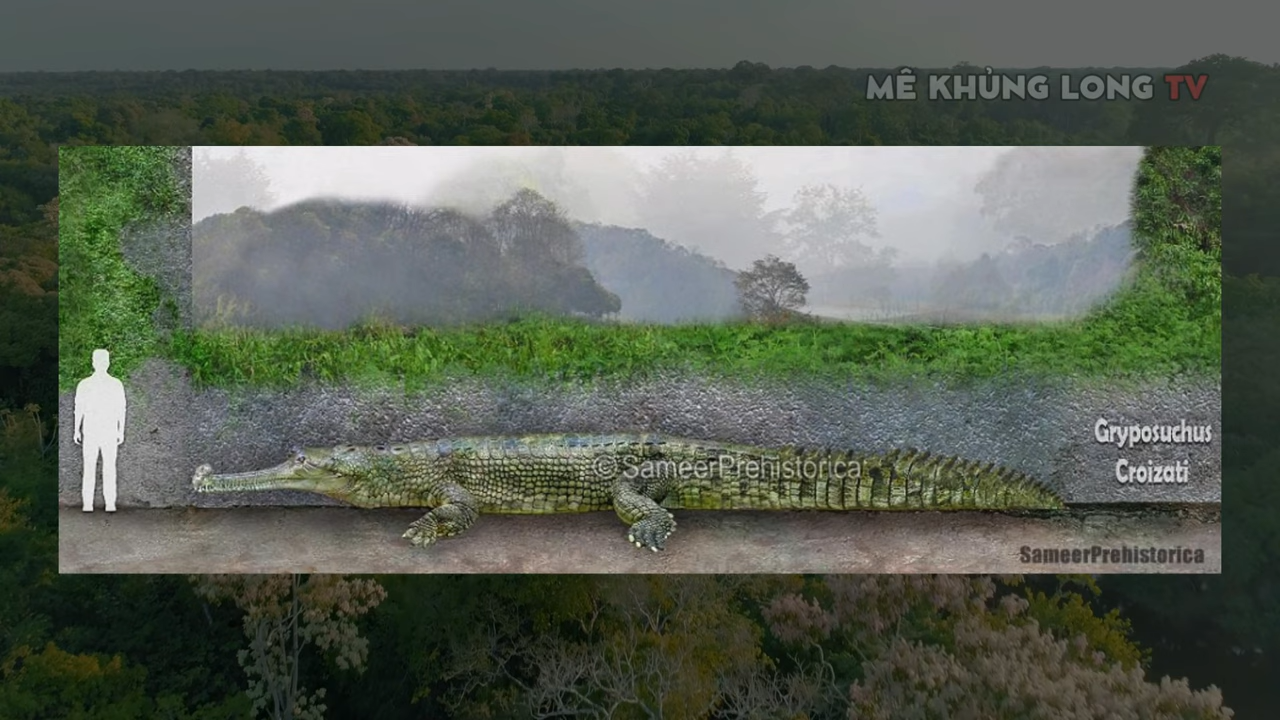 MÊ KHỦNG LONG TV
© SameerPrehistorica
Gryposuchus
Croizati
SameerPrehistorica